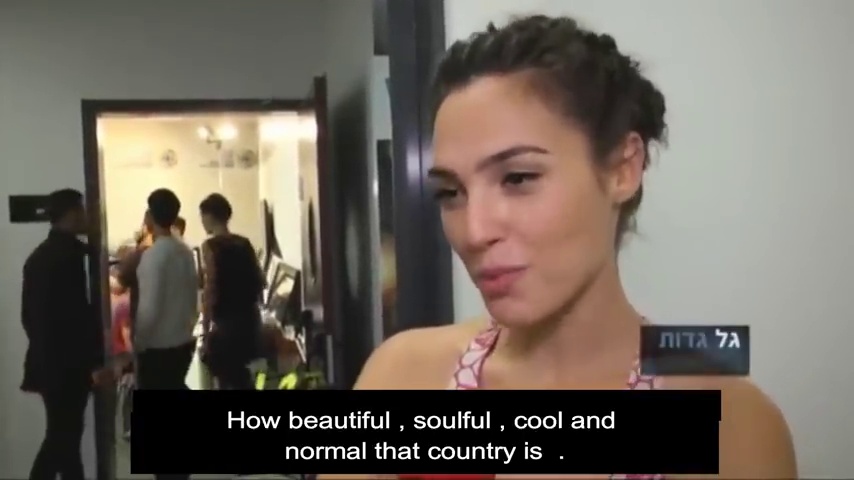 גל גדות
How beautiful , soulful , cool and
normal that country is .